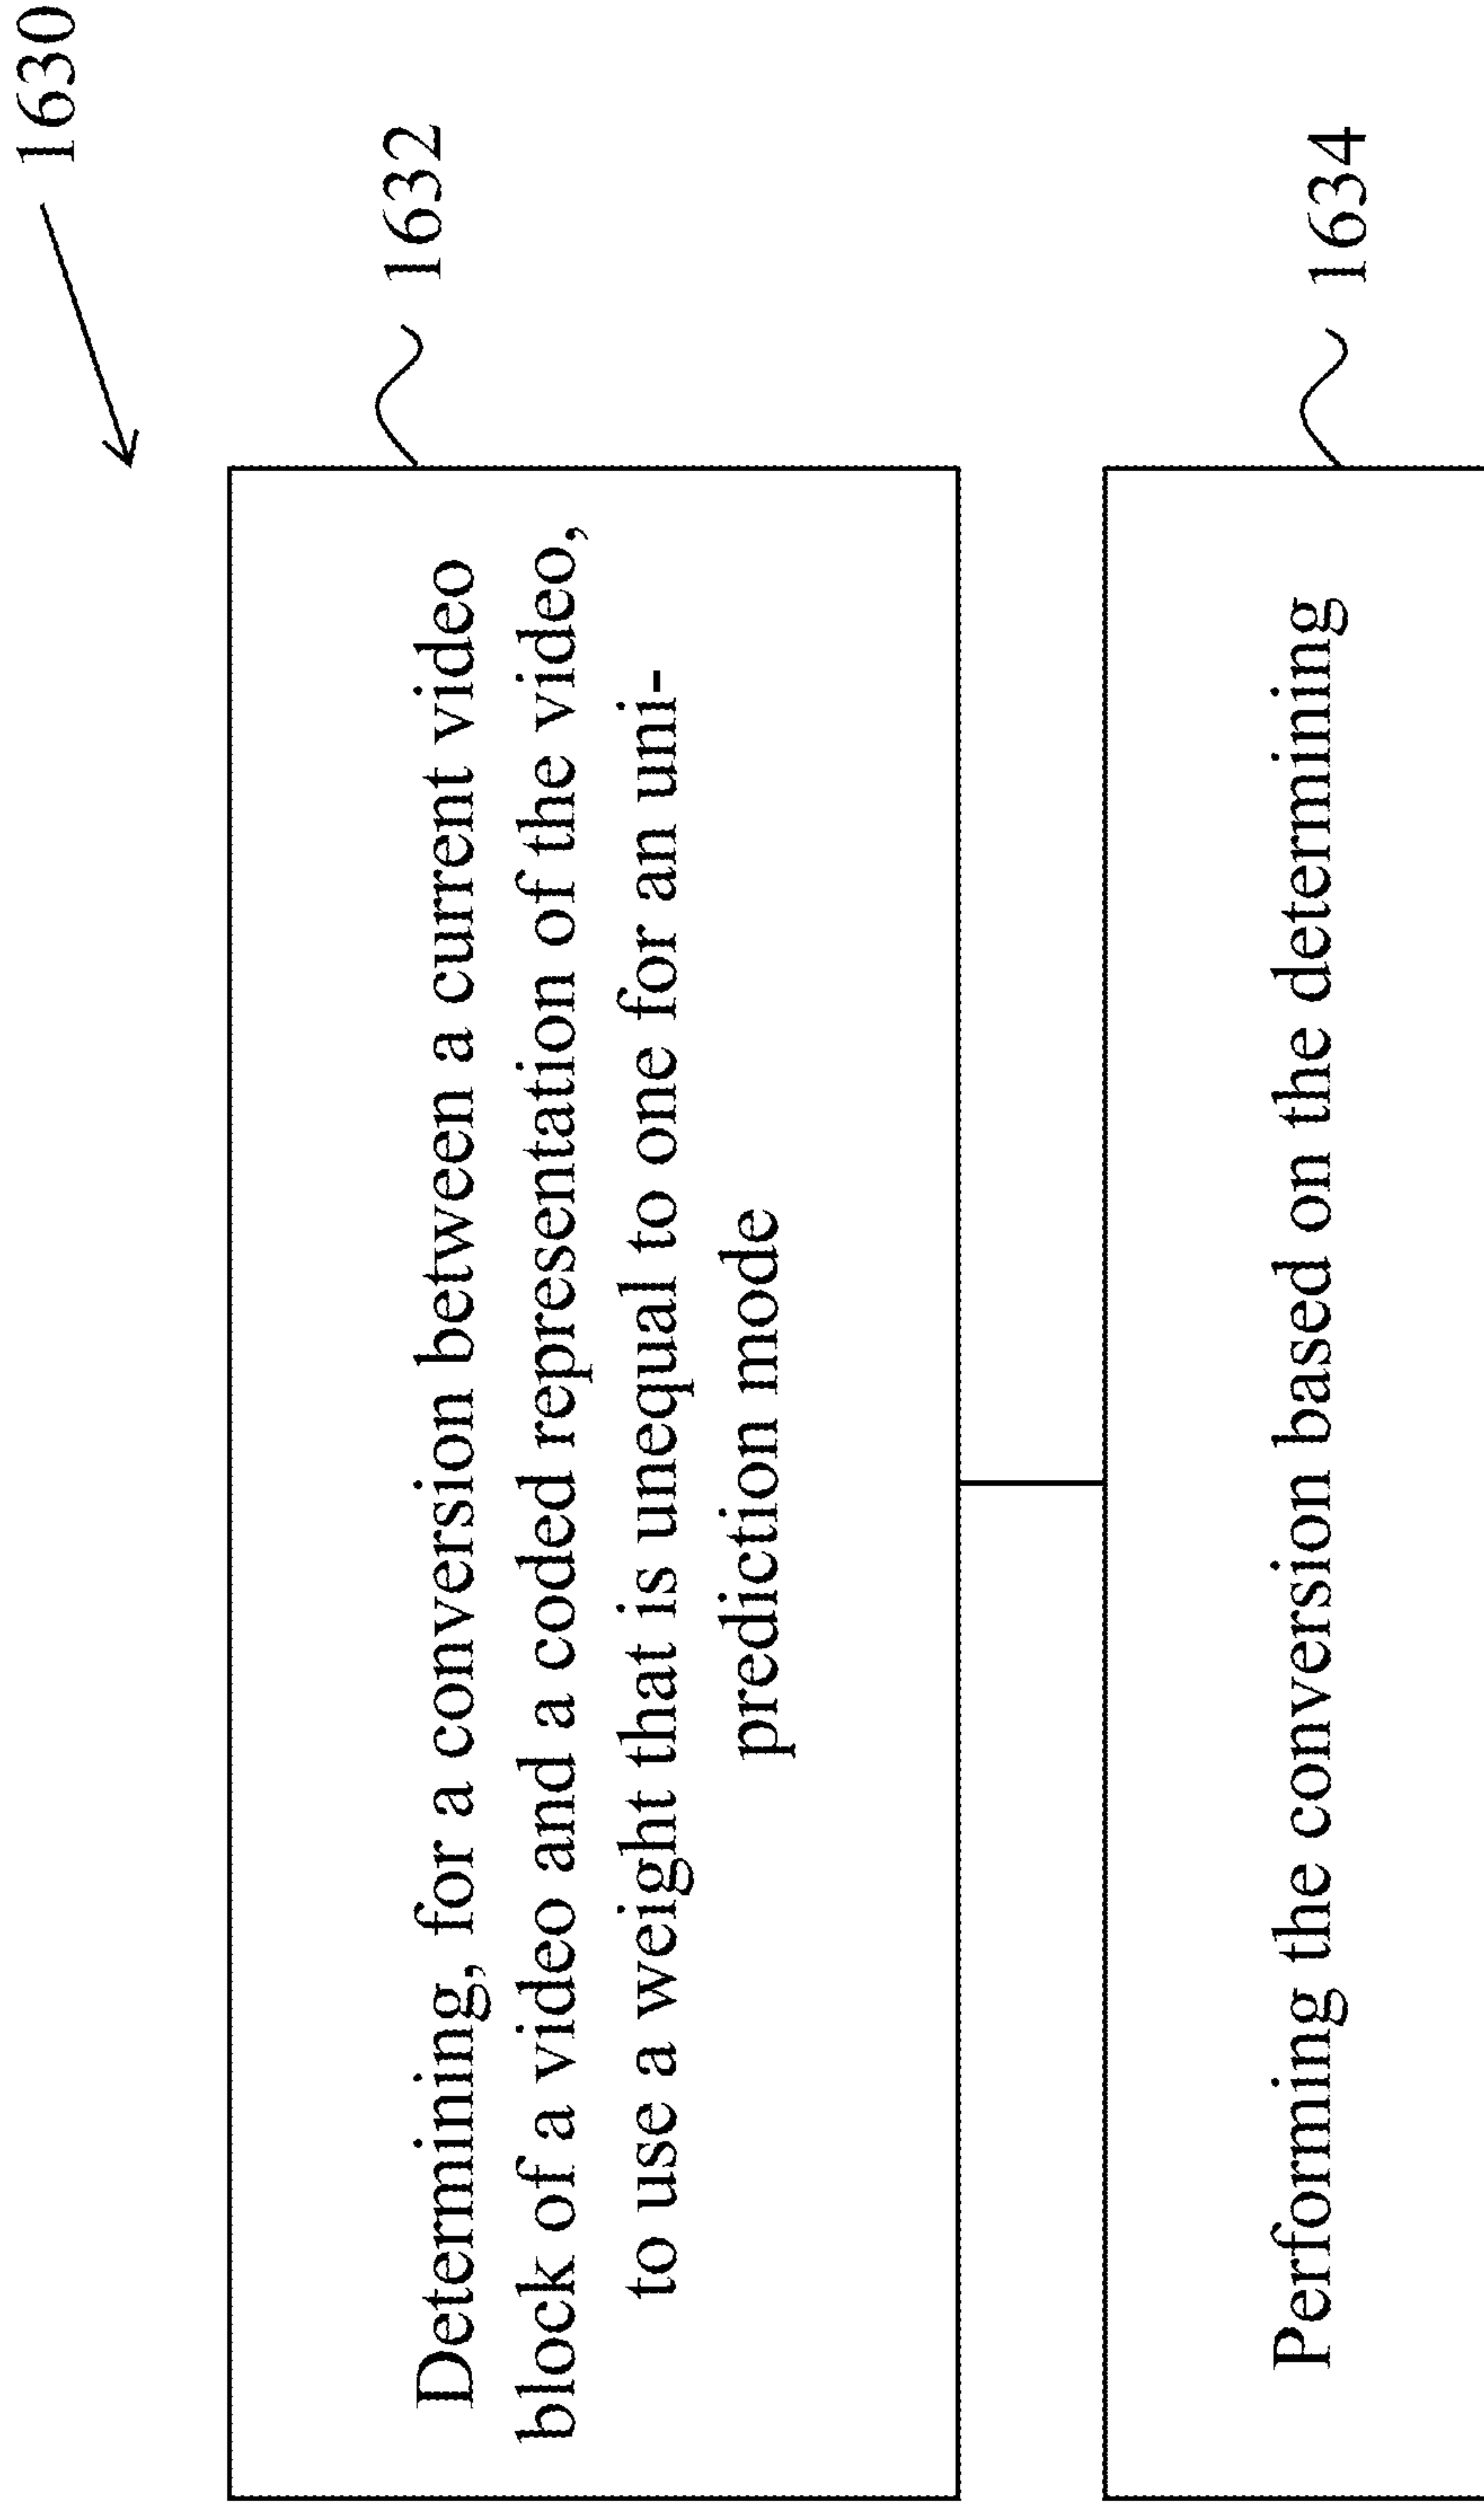 1630
1632
Determining, for a conversion between a current video
block of a video and a coded representation of the video,
to use a weight that is unequal to one for an uni-
prediction mode
1634
Performing the conversion based on the determining